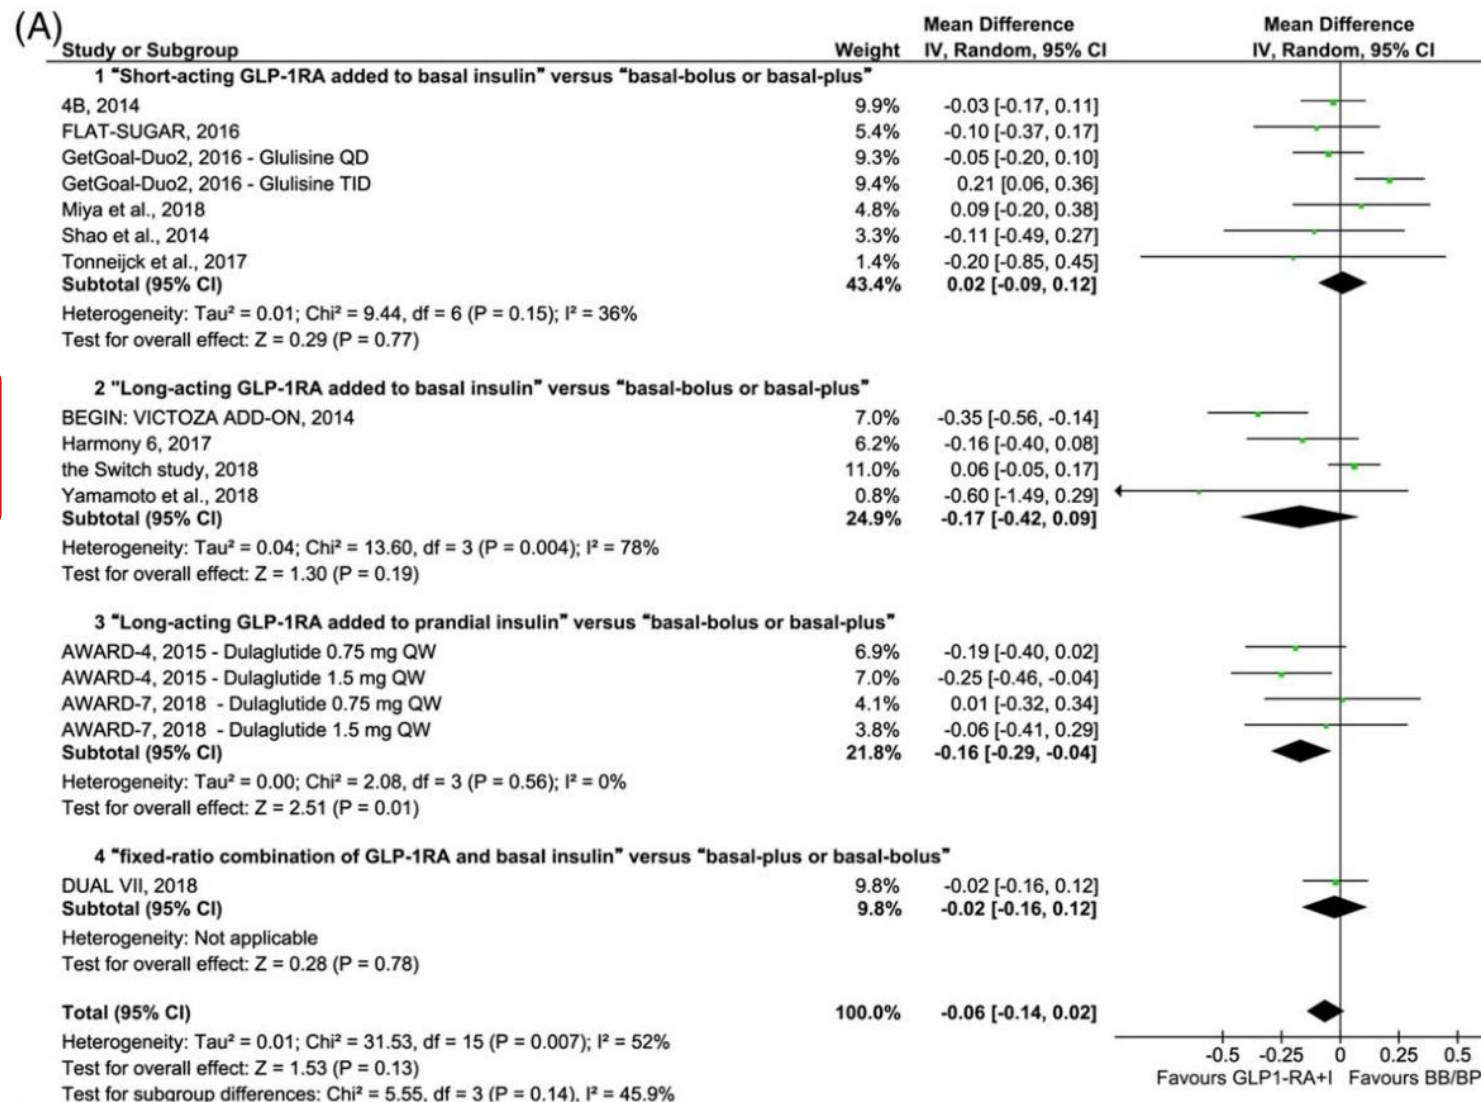 (A)
Mean Difference Mean Difference
Study or Subgroup Weight IV, Random, 95% CI IV, Random, 95% CI
1 “Short-acting GLP-1RA added to basal insulin” versus “basal-bolus or basal-plus”
4B, 2014 9.9% -0.03 [-0.17, 0.11]
FLAT-SUGAR, 2016 5.4% -0.10 [-0.37, 0.17]
GetGoal-Duo2, 2016 - Glulisine QD 9.3% -0.05 [-0.20, 0.10]
GetGoal-Duo2, 2016 - Glulisine TID 9.4% 0.21 [0.06, 0.36]
Miya et al., 2018 4.8% 0.09 [-0.20, 0.38]
Shao et al., 2014 3.3% -0.11 [-0.49, 0.27]
Tonneijck et al., 2017 1.4% -0.20 [-0.85, 0.45]
Subtotal (95% CI) 43.4% 0.02 [-0.09, 0.12]
Heterogeneity: Tau² = 0.01; Chi² = 9.44, df = 6 (P = 0.15); I² = 36%
Test for overall effect: Z = 0.29 (P = 0.77)
2 "Long-acting GLP-1RA added to basal insulin” versus “basal-bolus or basal-plus”
BEGIN: VICTOZA ADD-ON, 2014 7.0% -0.35 [-0.56, -0.14]
Harmony 6, 2017 6.2% -0.16 [-0.40, 0.08]
the Switch study, 2018 11.0% 0.06 [-0.05, 0.17]
Yamamoto et al., 2018 0.8% -0.60 [-1.49, 0.29]
Subtotal (95% CI) 24.9% -0.17 [-0.42, 0.09]
Heterogeneity: Tau² = 0.04; Chi² = 13.60, df = 3 (P = 0.004); I² = 78%
Test for overall effect: Z = 1.30 (P = 0.19)
3 “Long-acting GLP-1RA added to prandial insulin” versus “basal-bolus or basal-plus”
AWARD-4, 2015 - Dulaglutide 0.75 mg QW 6.9% -0.19 [-0.40, 0.02]
AWARD-4, 2015 - Dulaglutide 1.5 mg QW 7.0% -0.25 [-0.46, -0.04]
AWARD-7, 2018 - Dulaglutide 0.75 mg QW 4.1% 0.01 [-0.32, 0.34]
AWARD-7, 2018 - Dulaglutide 1.5 mg QW 3.8% -0.06 [-0.41, 0.29]
Subtotal (95% CI) 21.8% -0.16 [-0.29, -0.04]
Heterogeneity: Tau² = 0.00; Chi² = 2.08, df = 3 (P = 0.56); I² = 0%
Test for overall effect: Z = 2.51 (P = 0.01)
4 “fixed-ratio combination of GLP-1RA and basal insulin” versus “basal-plus or basal-bolus”
DUAL VII, 2018 9.8% -0.02 [-0.16, 0.12]
Subtotal (95% CI) 9.8% -0.02 [-0.16, 0.12]
Heterogeneity: Not applicable
Test for overall effect: Z = 0.28 (P = 0.78)
Total (95% CI) 100.0% -0.06 [-0.14, 0.02]
Heterogeneity: Tau² = 0.01; Chi² = 31.53, df = 15 (P = 0.007); I² = 52%
Test for overall effect: Z = 1.53 (P = 0.13)
Test for subgroup differences: Chi² = 5.55, df = 3 (P = 0.14), I² = 45.9%
-0.5 -0.25 0 0.25 0.5
Favours GLP1-RA+I Favours BB/BP